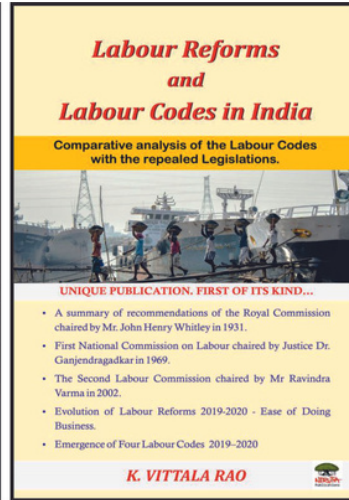 Labour Reforms
and
Labour Codes in India
Comparative analysis of the Labour Codes
with the repealed Legislations.
UNIQUE PUBLICATION. FIRST OF ITS KIND...
• A summary of recommendations of the Royal Commission
chaired by Mr. John Henry Whitley in 1931.
• First National Commission on Labour chaired by Justice Dr.
Ganjendragadkar in 1969.
• The Second Labour Commission chaired by Mr Ravindra
Varma in 2002.
• Evolution of Labour Reforms 2019-2020 - Ease of Doing
Business.
• Emergence of Four Labour Codes 2019–2020
K. VITTALA RAO